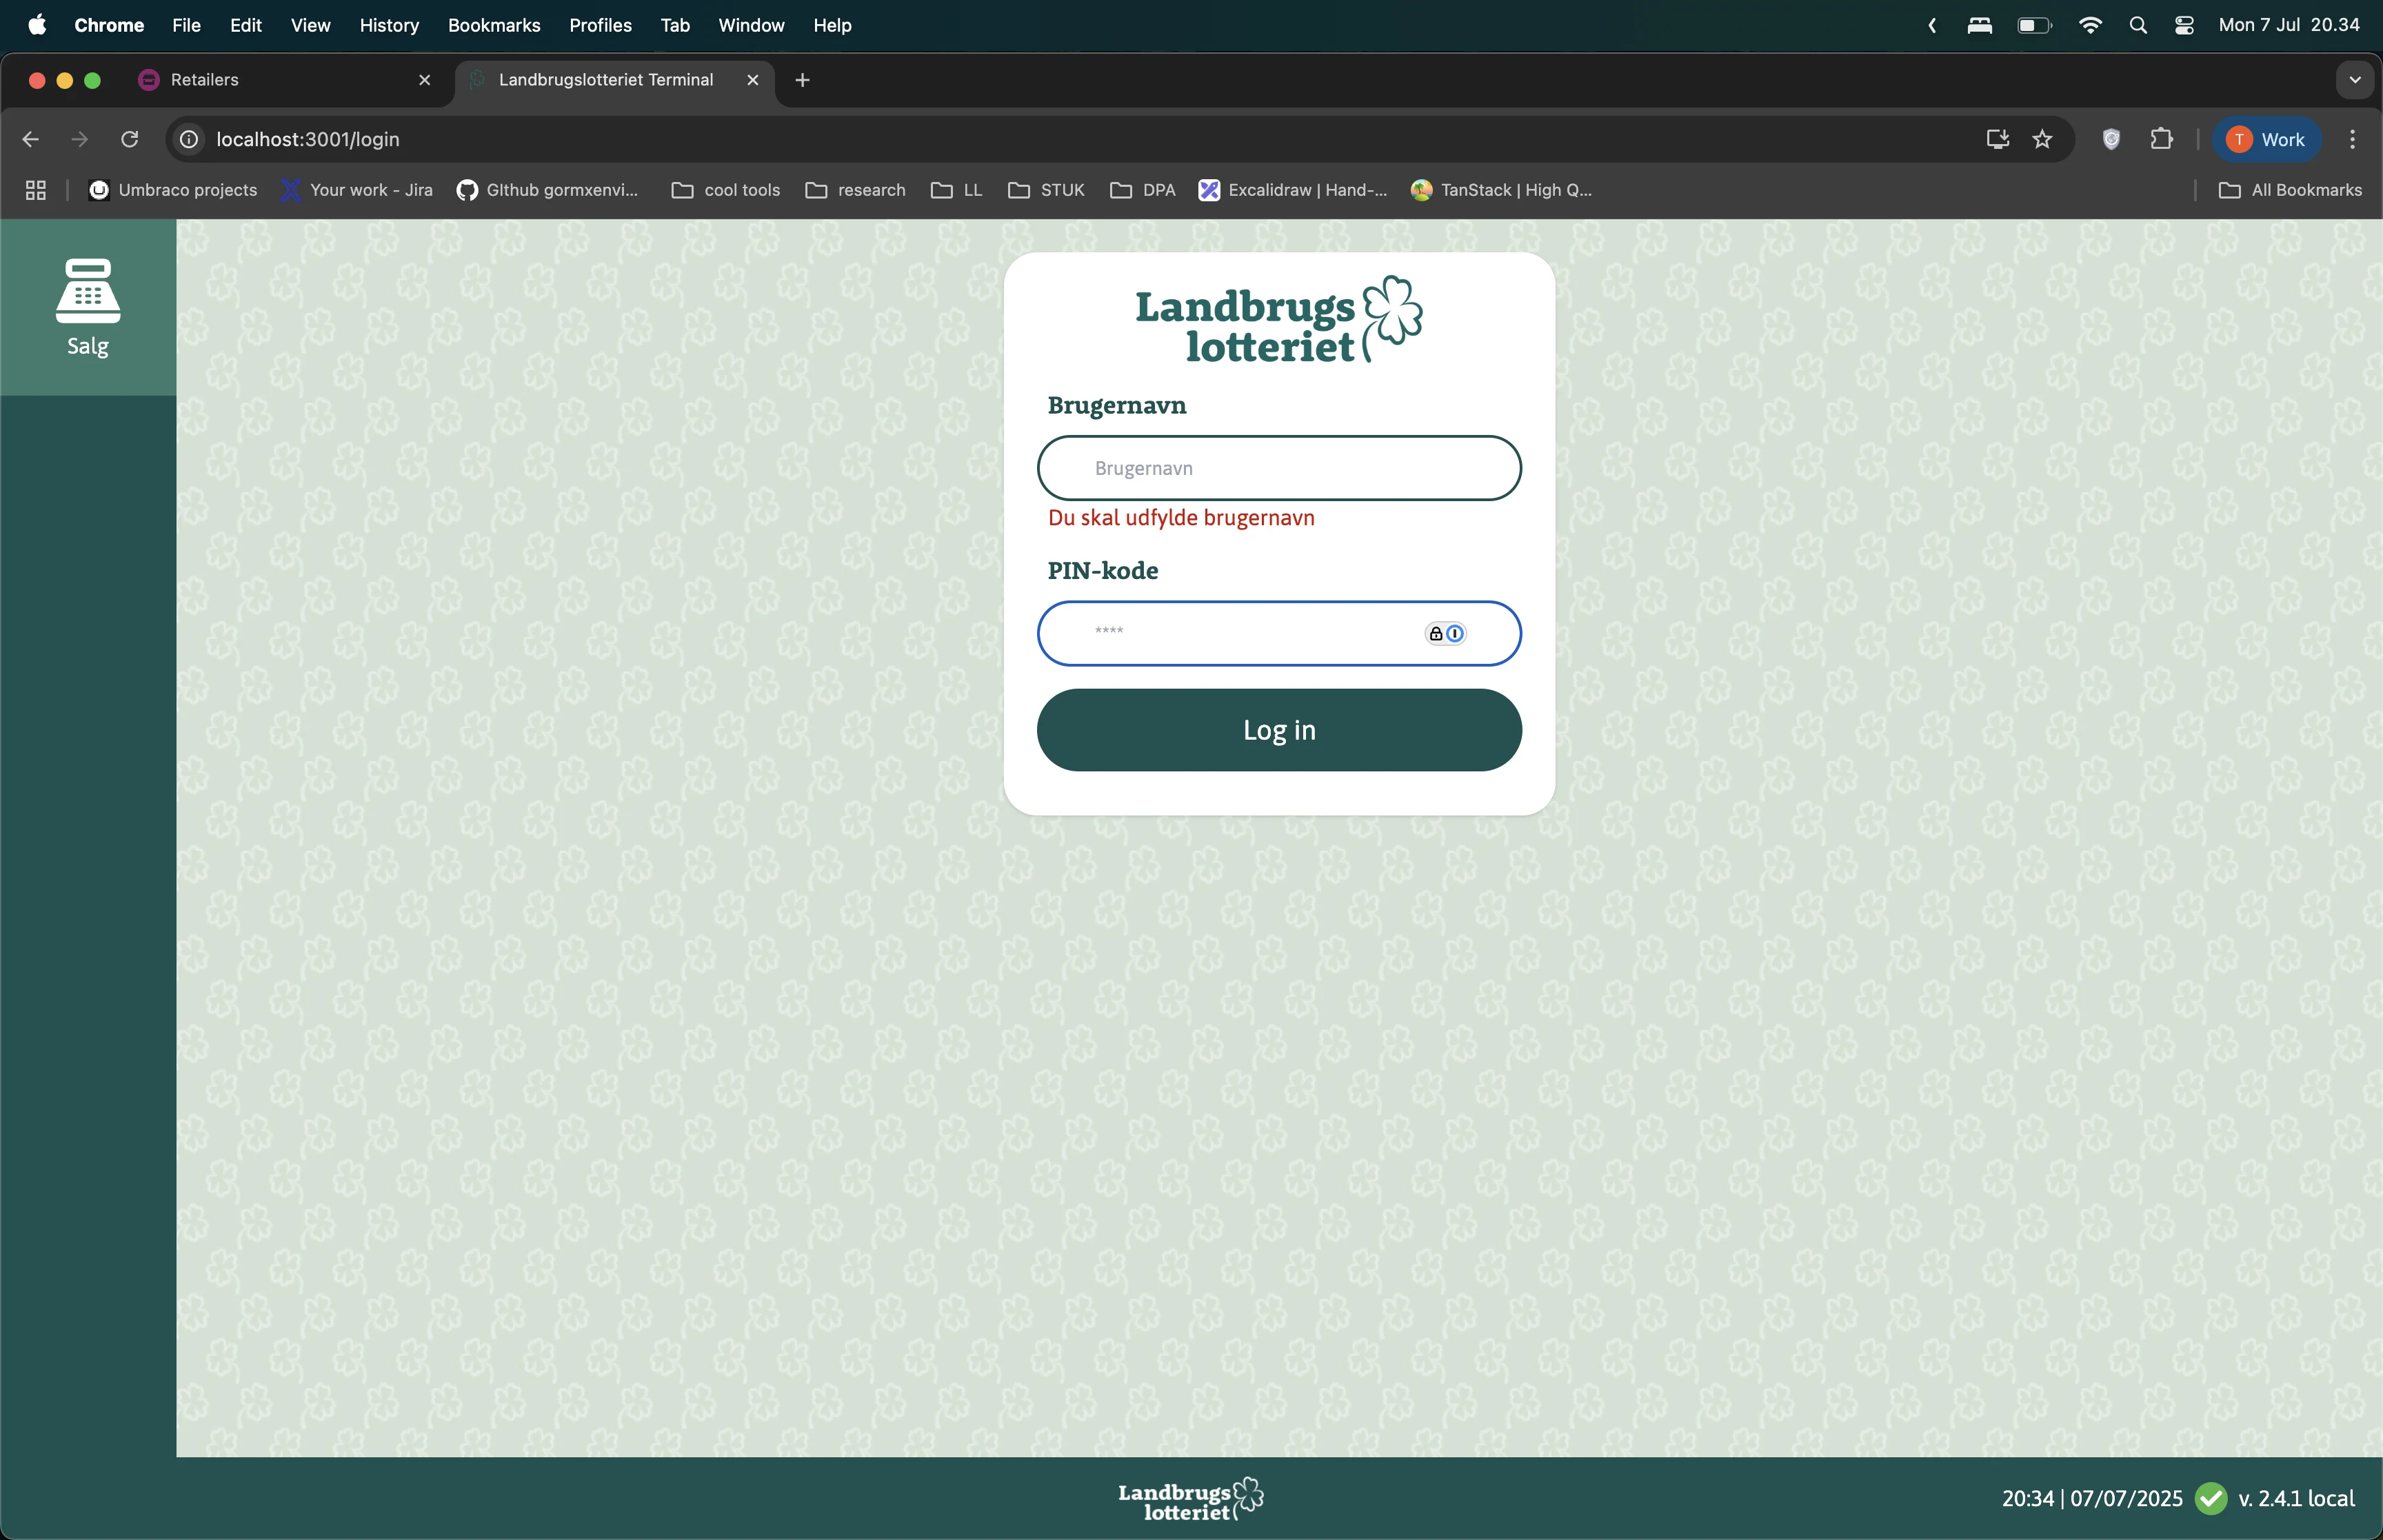 Chrome File Edit View History Bookmarks Profiles Tab Window Help Mon 7 Jul 20.34
Retailers Landbrugslotteriet Terminal
localhost:3001/login T Work
Umbraco projects Your work - Jira GIthub gormxenvi... cool tools research LL STUK DPA Excalidraw | Hand-... TanStack | High Q... All Bookmarks
Salg
Landbrugs
lotteriet
Brugernavn
Brugernavn
Du skal udfylde brugernavn
PIN-kode
****
Log in
Landbrugs
lotteriet
20:34 | 07/07/2025 v. 2.4.1 local